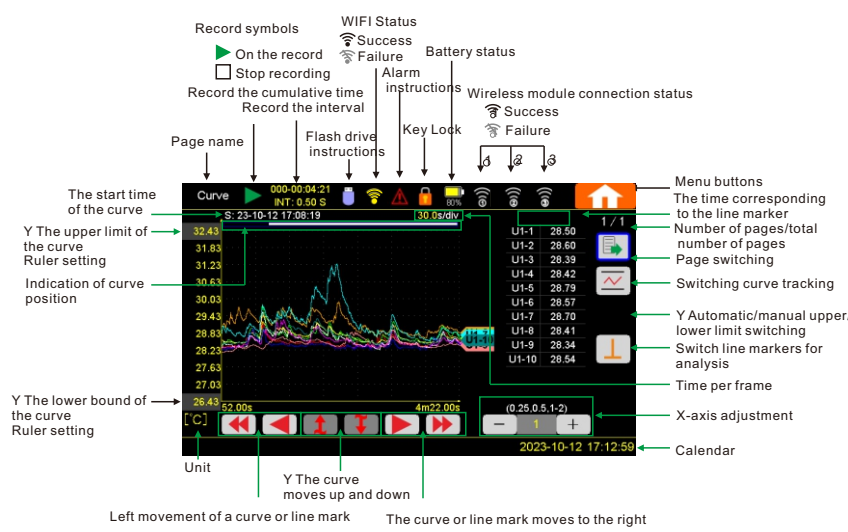 WIFI Status
Record symbols
Success
On the record
Failure
Battery status
Stop recording
Alarm
instructions
Record the cumulative time
Record the interval
Wireless module connection status
Success
Failure
Page name
Flash drive
instructions
Key Lock
1 2 3
Curve
000-00:04:21
INT: 0.50 S
80%
Menu buttons
The start time
of the curve
S: 23-10-12 17:08:19
30.0s/div
1 / 1
The time corresponding
to the line marker
Number of pages/total
number of pages
Page switching
Y The upper limit of
the curve
Ruler setting
Indication of curve
position
Switching curve tracking
Y Automatic/manual upper,
lower limit switching
Switch line markers for
analysis
Time per frame
32.43
31.83
31.23
30.63
30.03
29.43
28.83
28.23
27.63
27.03
26.43
U1-1 28.50
U1-2 28.60
U1-3 28.39
U1-4 28.42
U1-5 28.79
U1-6 28.57
U1-7 28.70
U1-8 28.41
U1-9 28.34
U1-10 28.54
U1-10
Y The lower bound of
the curve
Ruler setting
52.00s
4m22.00s
(0.25,0.5,1-2)
X-axis adjustment
[°C]
− 1 +
2023-10-12 17:12:59
Calendar
Unit
Y The curve
moves up and down
Left movement of a curve or line mark
The curve or line mark moves to the right